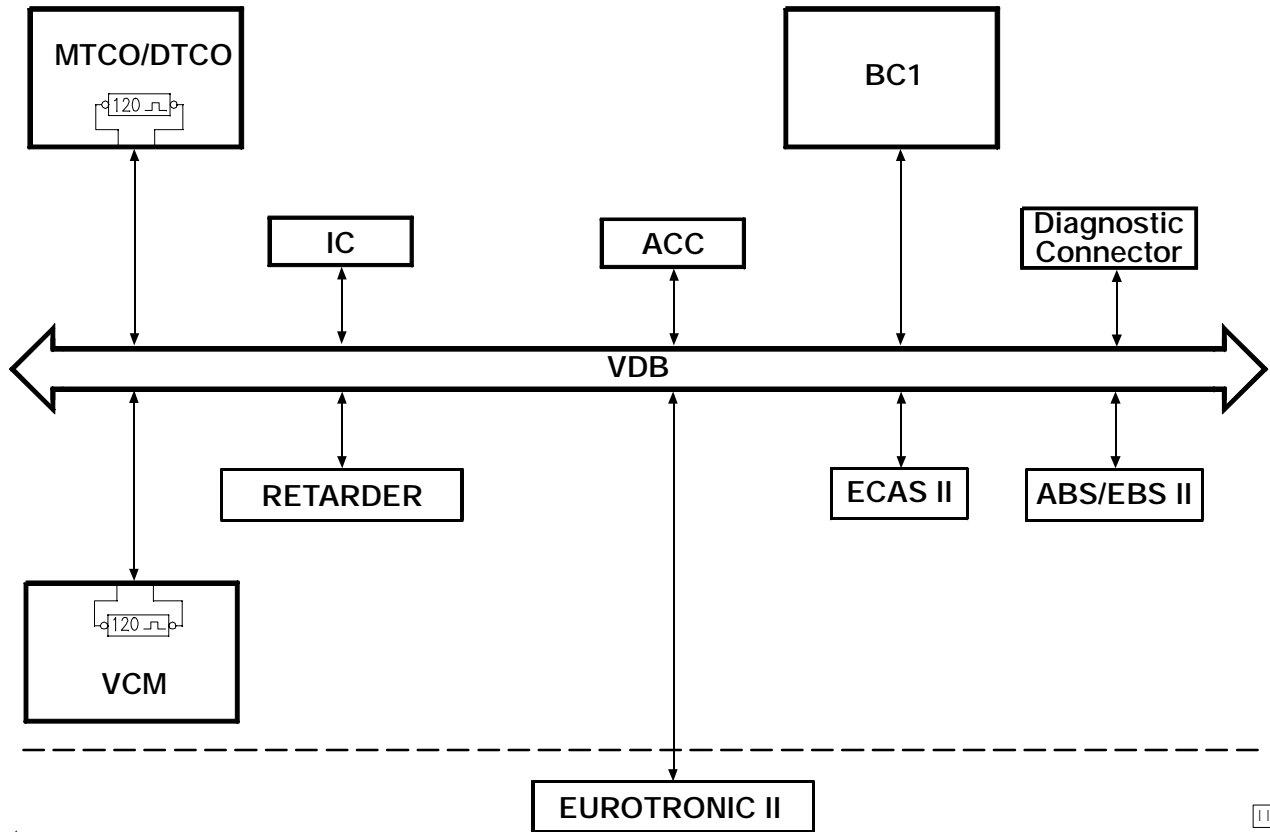 MTCO/DTCO
120
BC1
IC
ACC
Diagnostic
Connector
VDB
RETARDER
ECAS II
ABS/EBS II
120
VCM
EUROTRONIC II